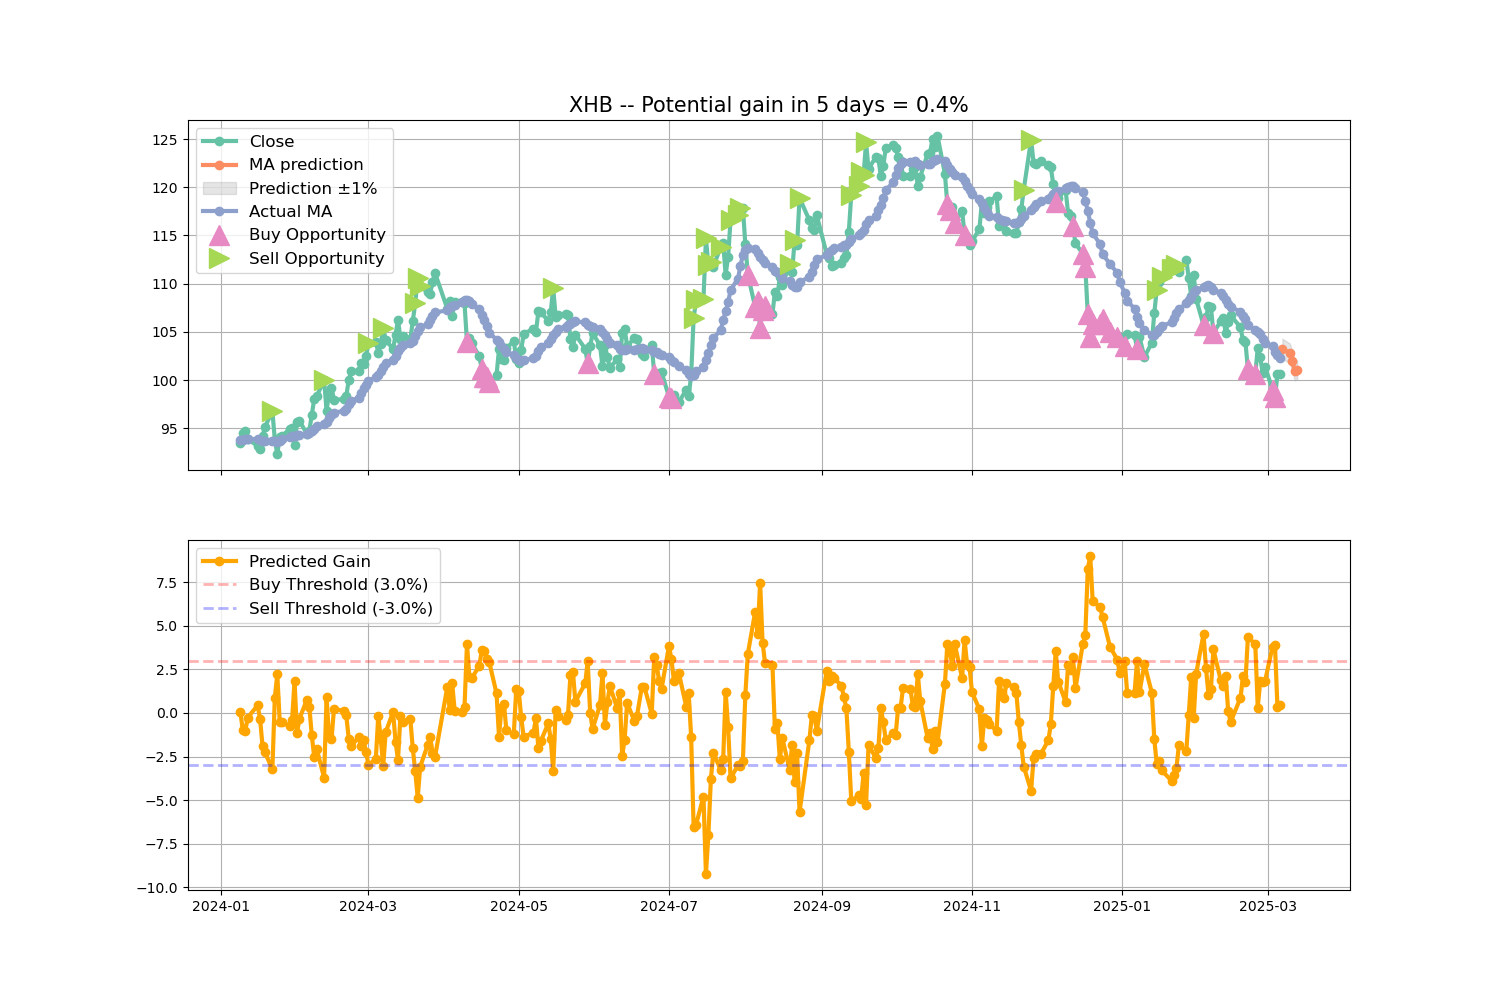 XHB -- Potential gain in 5 days = 0.4%
Close
MA prediction
Prediction ±1%
Actual MA
Buy Opportunity
Sell Opportunity
125
120
115
110
105
100
95
Predicted Gain
Buy Threshold (3.0%)
Sell Threshold (-3.0%)
7.5
5.0
2.5
0.0
−2.5
−5.0
−7.5
−10.0
2024-01 2024-03 2024-05 2024-07 2024-09 2024-11 2025-01 2025-03